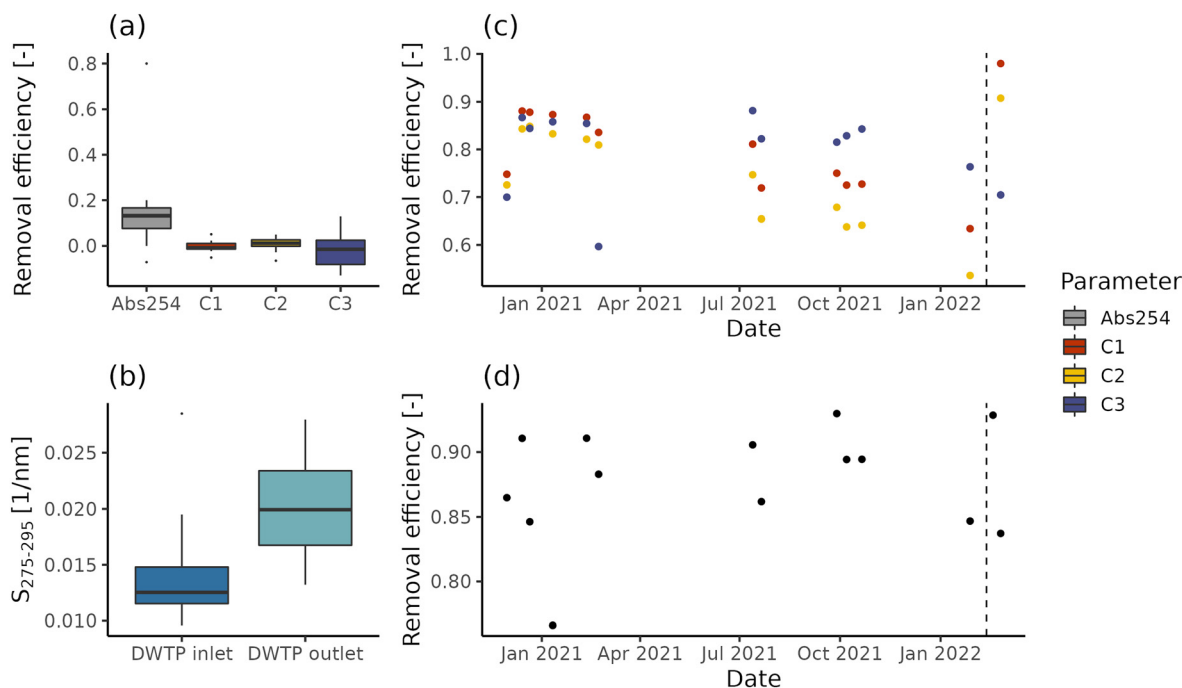 (a)
Removal efficiency [-]
0.8
0.6
0.4
0.2
0.0
Abs254 C1 C2 C3
(c)
Removal efficiency [-]
1.0
0.9
0.8
0.7
0.6
Jan 2021 Apr 2021 Jul 2021 Oct 2021 Jan 2022
Date
Parameter
Abs254
C1
C2
C3
(b)
S275-295 [1/nm]
0.025
0.020
0.015
0.010
DWTP inlet DWTP outlet
(d)
Removal efficiency [-]
0.90
0.85
0.80
Jan 2021 Apr 2021 Jul 2021 Oct 2021 Jan 2022
Date